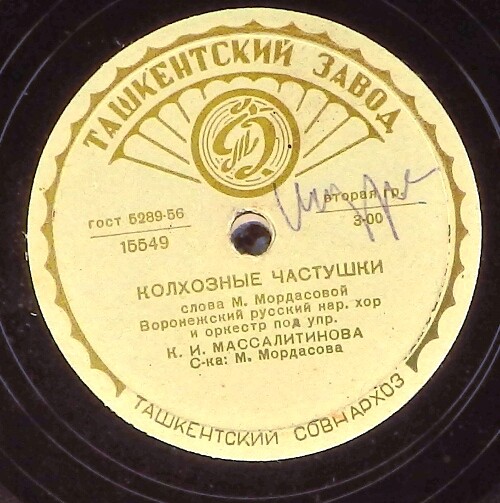 ТАШКЕНТСКИЙ ЗАВОД
гост 5289-56
15549
вторая гр.
3-00
КОЛХОЗНЫЕ ЧАСТУШКИ
слова М. Мордасовой
Воронежский русский нар. хор
и оркестр под упр.
К. И. МАССАЛИТИНОВА
С-ка: М. Мордасова
ТАШКЕНТСКИЙ СОВНАРХОЗ